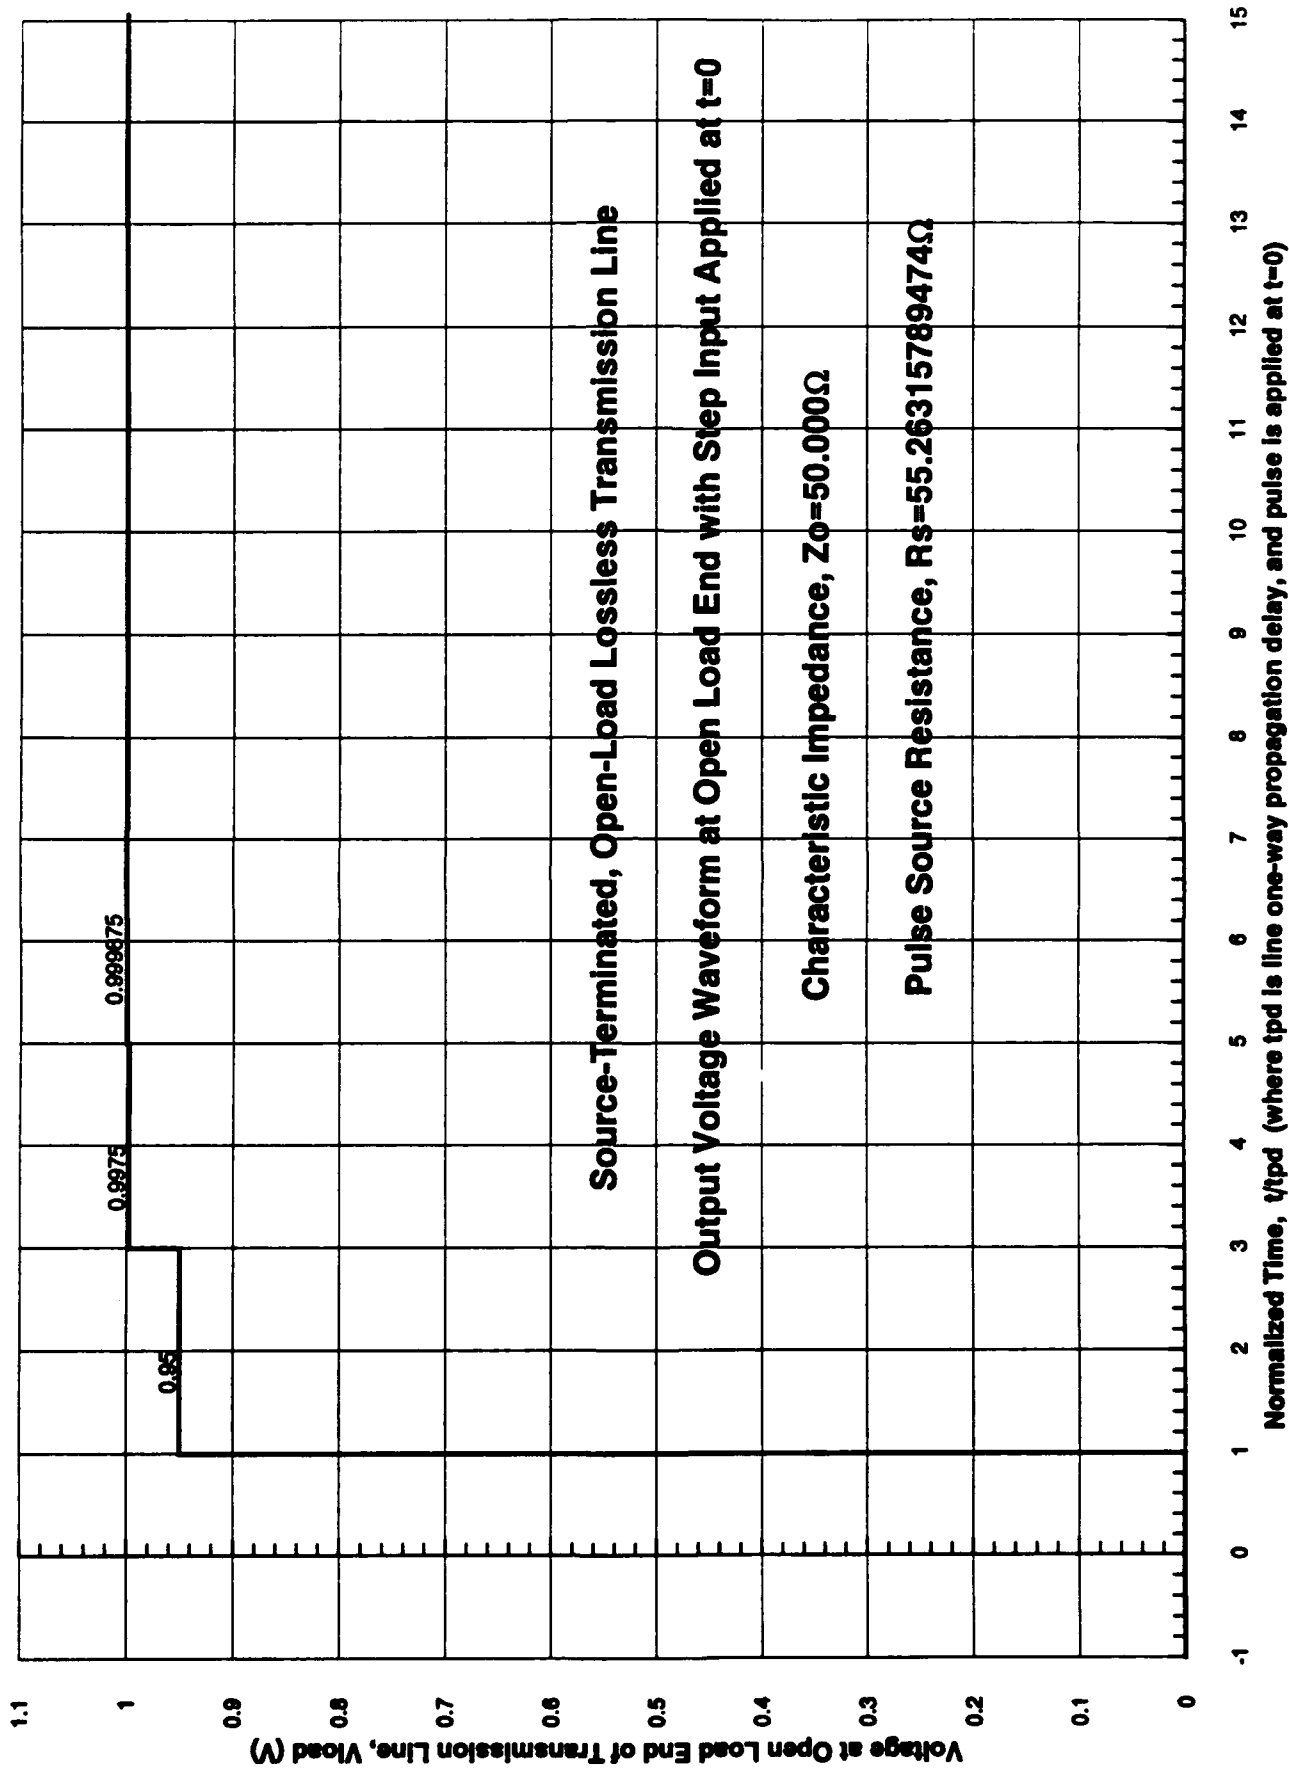 1.1
1
0.9
0.8
0.7
0.6
0.5
0.4
0.3
0.2
0.1
0
Voltage at Open Load End of Transmission Line, Vload (V)
0.95
0.9975
0.999875
Source-Terminated, Open-Load Lossless Transmission Line
Output Voltage Waveform at Open Load End with Step Input Applied at t=0
Characteristic Impedance, Zo=50.000Ω
Pulse Source Resistance, Rs=55.26315789474Ω
-1 0 1 2 3 4 5 6 7 8 9 10 11 12 13 14 15
Normalized Time, t/tpd (where tpd is line one-way propagation delay, and pulse is applied at t=0)